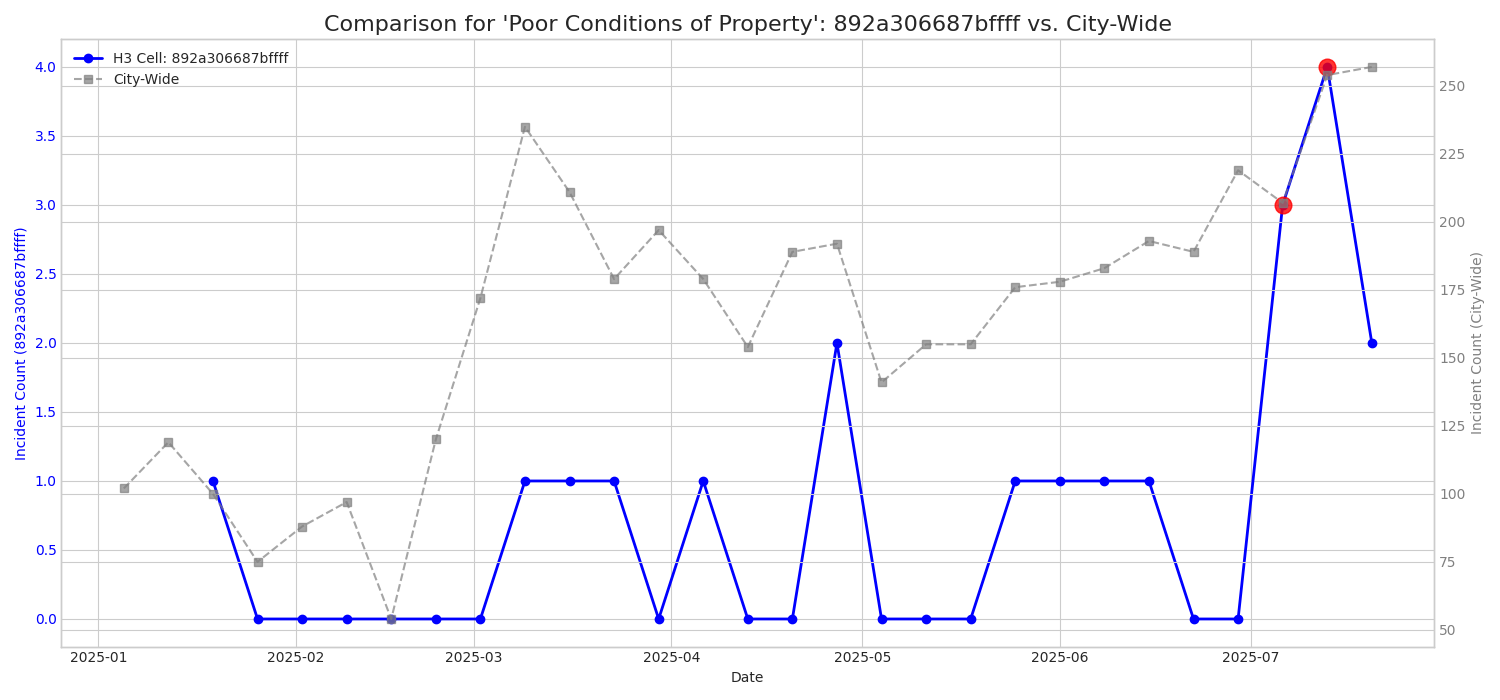 Comparison for 'Poor Conditions of Property': 892a306687bffff vs. City-Wide
H3 Cell: 892a306687bffff
City-Wide
Incident Count (892a306687bffff)
4.0
3.5
3.0
2.5
2.0
1.5
1.0
0.5
0.0
250
225
200
175
150
125
100
75
50
Incident Count (City-Wide)
2025-01 2025-02 2025-03 2025-04 2025-05 2025-06 2025-07
Date